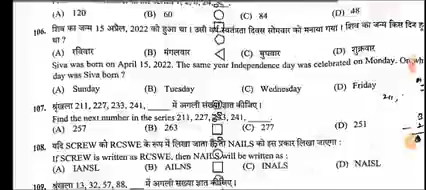 (A) 120 (B) 60 (C) 84 (D) 48
106. शिव का जन्म 15 अप्रैल, 2022 को हुआ था । उसी वर्ष स्वतंत्रता दिवस सोमवार को मनाया गया । शिव का जन्म किस दिन हु
था ?
(A) रविवार (B) मंगलवार (C) बुधवार (D) शुक्रवार
Siva was born on April 15, 2022. The same year Independence day was celebrated on Monday. On wh
day was Siva born ?
(A) Sunday (B) Tuesday (C) Wednesday (D) Friday
107. श्रृंखला 211, 227, 233, 241, ____ में अगली संख्या ज्ञात कीजिए ।
Find the next number in the series 211, 227, 233, 241, ____.
(A) 257 (B) 263 (C) 277 (D) 251
108. यदि SCREW को RCSWE के रूप में लिखा जाता है तो NAILS को इस प्रकार लिखा जाएगा :
If SCREW is written as RCSWE, then NAILS will be written as :
(A) IANSL (B) AILNS (C) INALS (D) NAISL
109. श्रृंखला 13, 32, 57, 88, ____ में अगली संख्या ज्ञात कीजिए ।